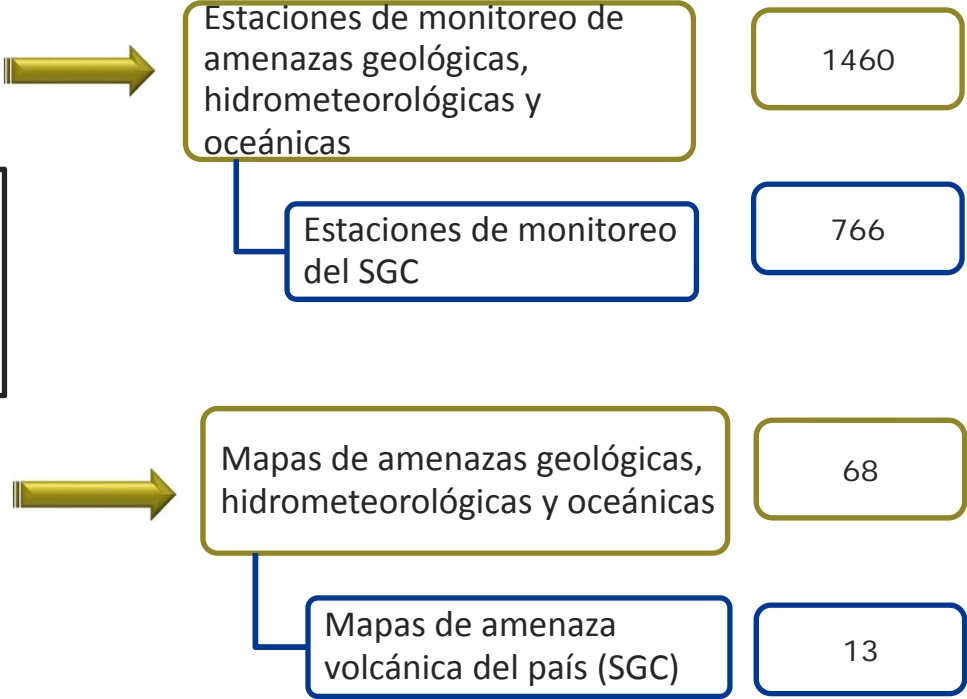 Estaciones de monitoreo de
amenazas geológicas,
hidrometeorológicas y
oceánicas
1460
Estaciones de monitoreo
del SGC
766
Mapas de amenazas geológicas,
hidrometeorológicas y oceánicas
68
Mapas de amenaza
volcánica del país (SGC)
13